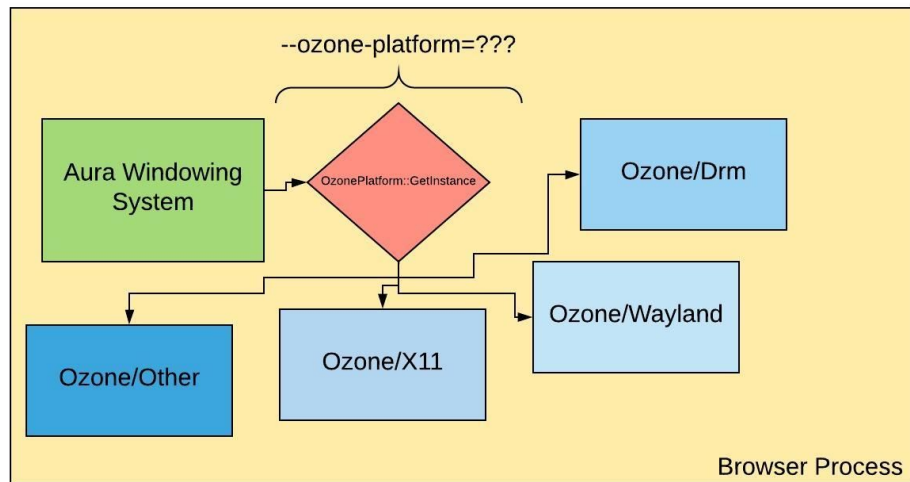 --ozone-platform=???
Aura Windowing
System
OzonePlatform::GetInstance
Ozone/Drm
Ozone/Wayland
Ozone/Other
Ozone/X11
Browser Process